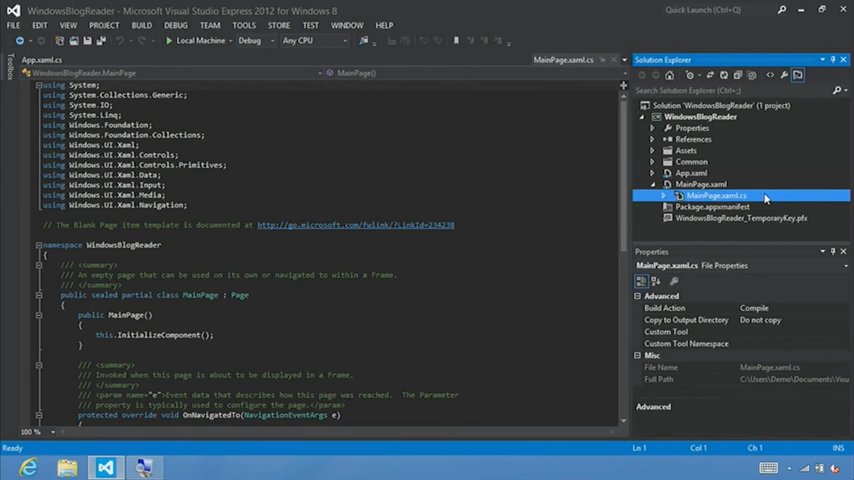 WindowsBlogReader - Microsoft Visual Studio Express 2012 for Windows 8
Quick Launch (Ctrl+Q)
FILE EDIT VIEW PROJECT BUILD DEBUG TEAM TOOLS STORE TEST WINDOW HELP
Local Machine Debug Any CPU
Toolbox
App.xaml.cs
MainPage.xaml.cs
WindowsBlogReader.MainPage
MainPage()
using System;
using System.Collections.Generic;
using System.IO;
using System.Linq;
using Windows.Foundation;
using Windows.Foundation.Collections;
using Windows.UI.Xaml;
using Windows.UI.Xaml.Controls;
using Windows.UI.Xaml.Controls.Primitives;
using Windows.UI.Xaml.Data;
using Windows.UI.Xaml.Input;
using Windows.UI.Xaml.Media;
using Windows.UI.Xaml.Navigation;
// The Blank Page item template is documented at http://go.microsoft.com/fwlink/?LinkId=234238
namespace WindowsBlogReader
{
/// <summary>
/// An empty page that can be used on its own or navigated to within a Frame.
/// </summary>
public sealed partial class MainPage : Page
{
public MainPage()
{
this.InitializeComponent();
}
/// <summary>
/// Invoked when this page is about to be displayed in a Frame.
/// </summary>
/// <param name="e">Event data that describes how this page was reached.  The Parameter
/// property is typically used to configure the page.</param>
protected override void OnNavigatedTo(NavigationEventArgs e)
100 %
Solution Explorer
Search Solution Explorer (Ctrl+;)
Solution 'WindowsBlogReader' (1 project)
WindowsBlogReader
Properties
References
Assets
Common
App.xaml
MainPage.xaml
MainPage.xaml.cs
Package.appxmanifest
WindowsBlogReader_TemporaryKey.pfx
Properties
MainPage.xaml.cs File Properties
Advanced
Build Action Compile
Copy to Output Directory Do not copy
Custom Tool
Custom Tool Namespace
Misc
File Name MainPage.xaml.cs
Full Path C:\Users\Demo\Documents\Visu
Advanced
Ready Ln 1 Col 1 Ch 1 INS